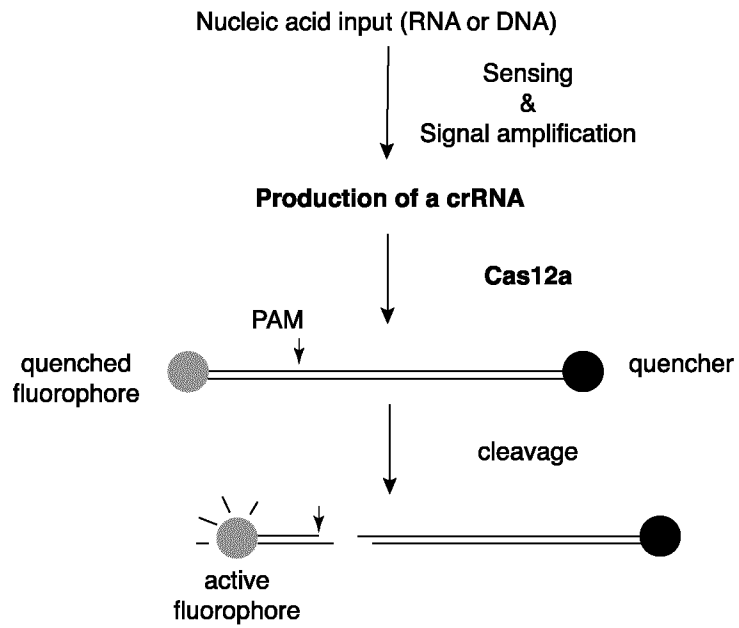 Nucleic acid input (RNA or DNA)
Sensing
&
Signal amplification
Production of a crRNA
Cas12a
PAM
quenched
fluorophore
quencher
cleavage
active
fluorophore